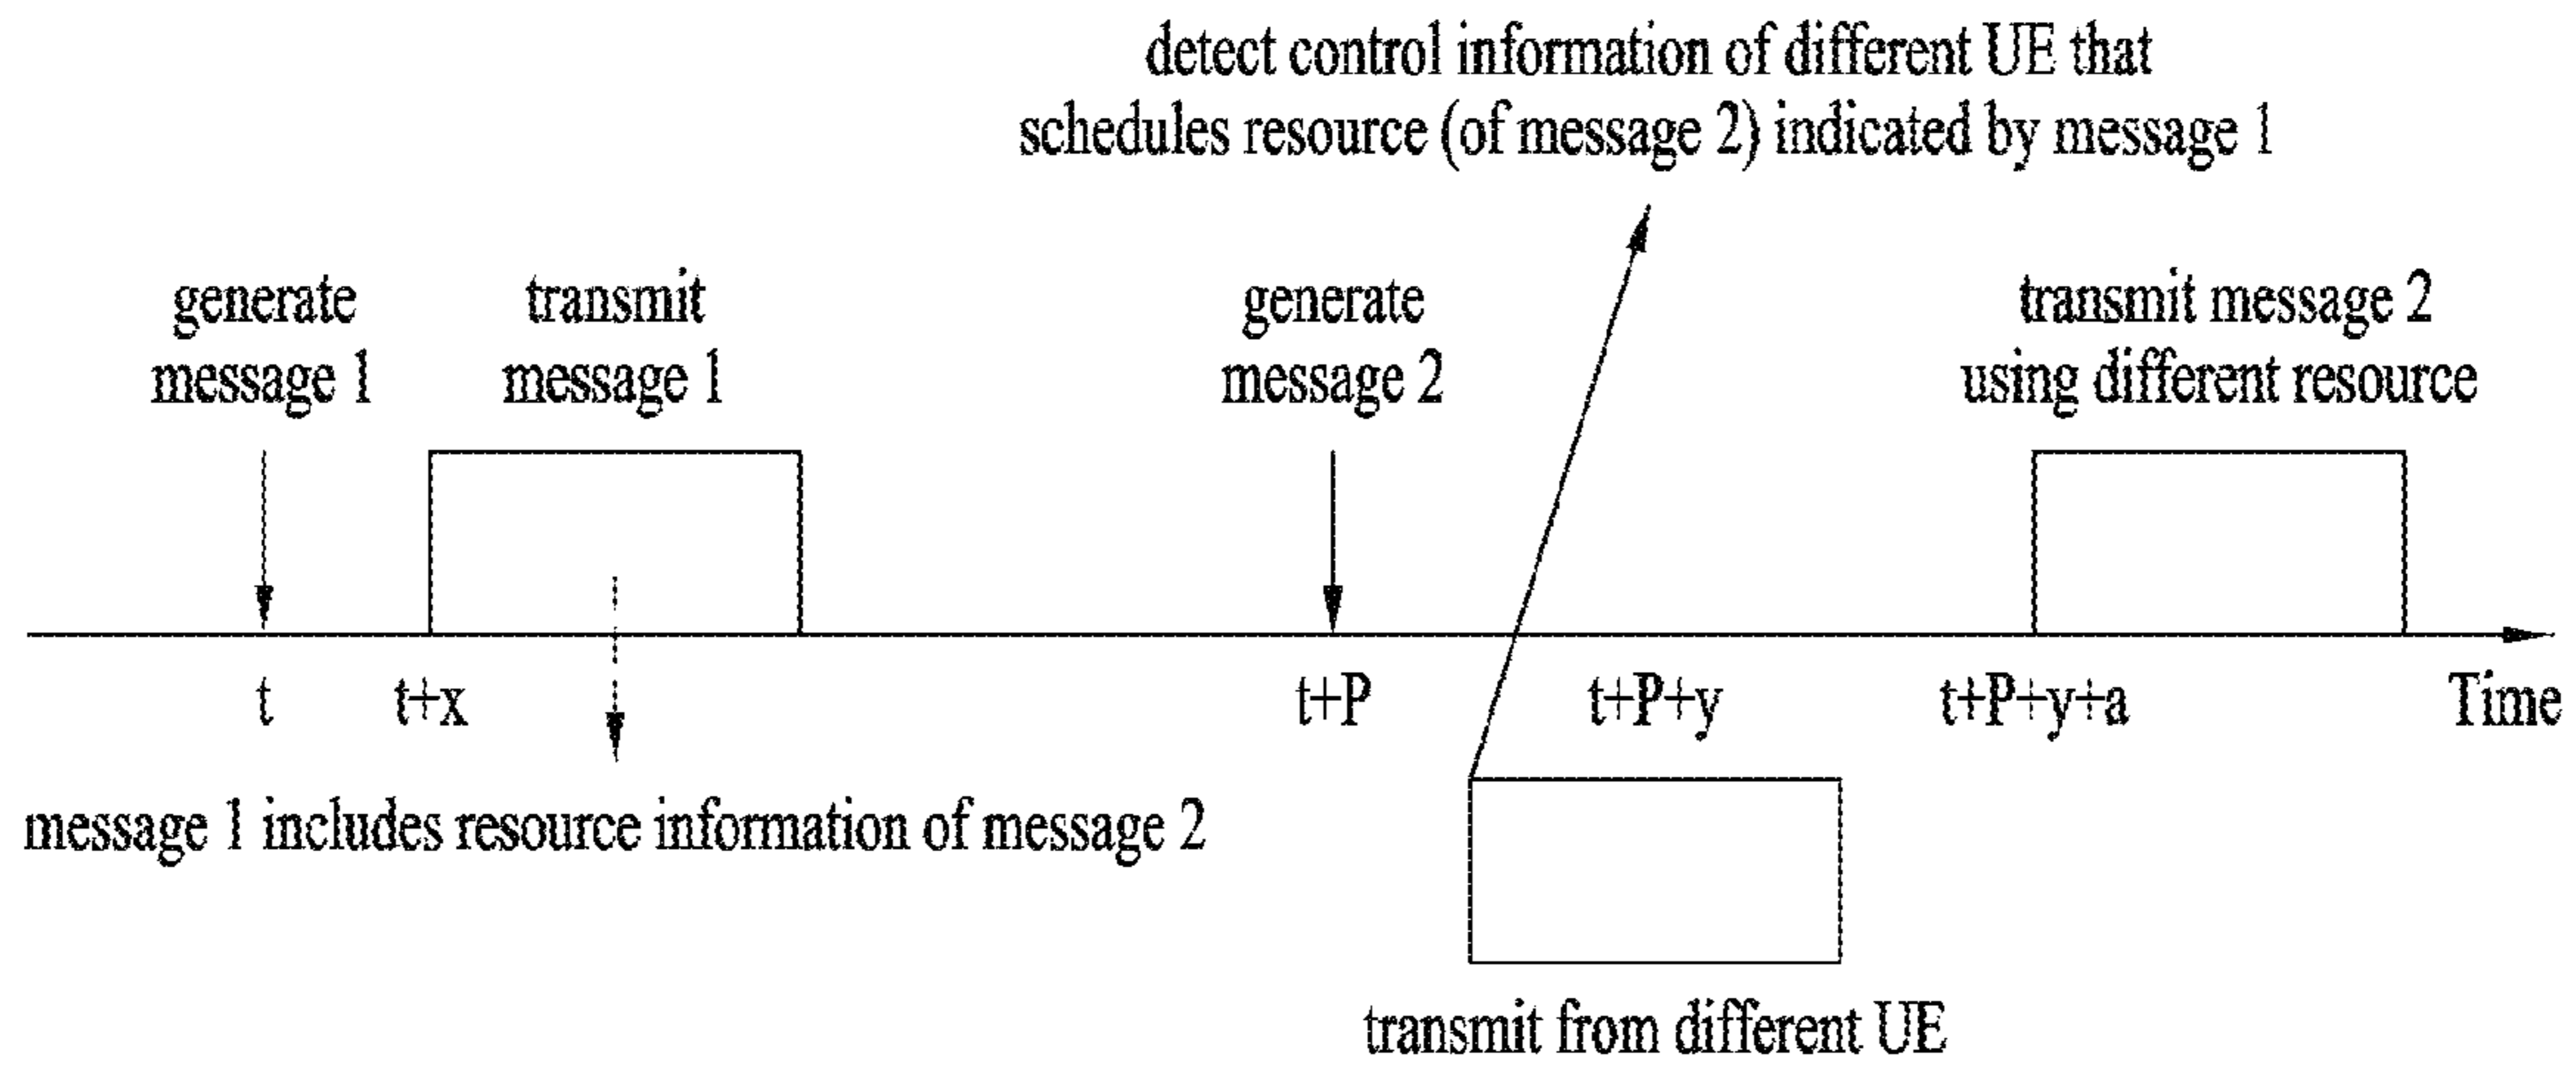 detect control information of different UE that
schedules resource (of message 2) indicated by message 1
generate
message 1
transmit
message 1
generate
message 2
transmit message 2
using different resource
t
t+x
t+P
t+P+y
t+P+y+a
Time
message 1 includes resource information of message 2
transmit from different UE